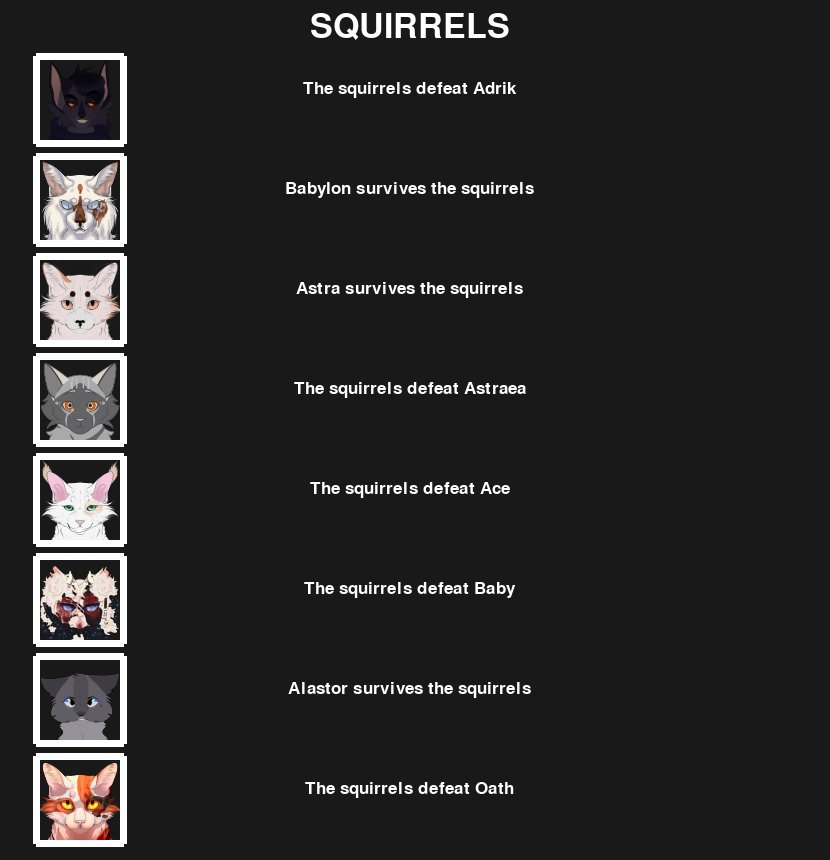 SQUIRRELS
The squirrels defeat Adrik
Babylon survives the squirrels
Astra survives the squirrels
The squirrels defeat Astraea
The squirrels defeat Ace
The squirrels defeat Baby
Alastor survives the squirrels
The squirrels defeat Oath